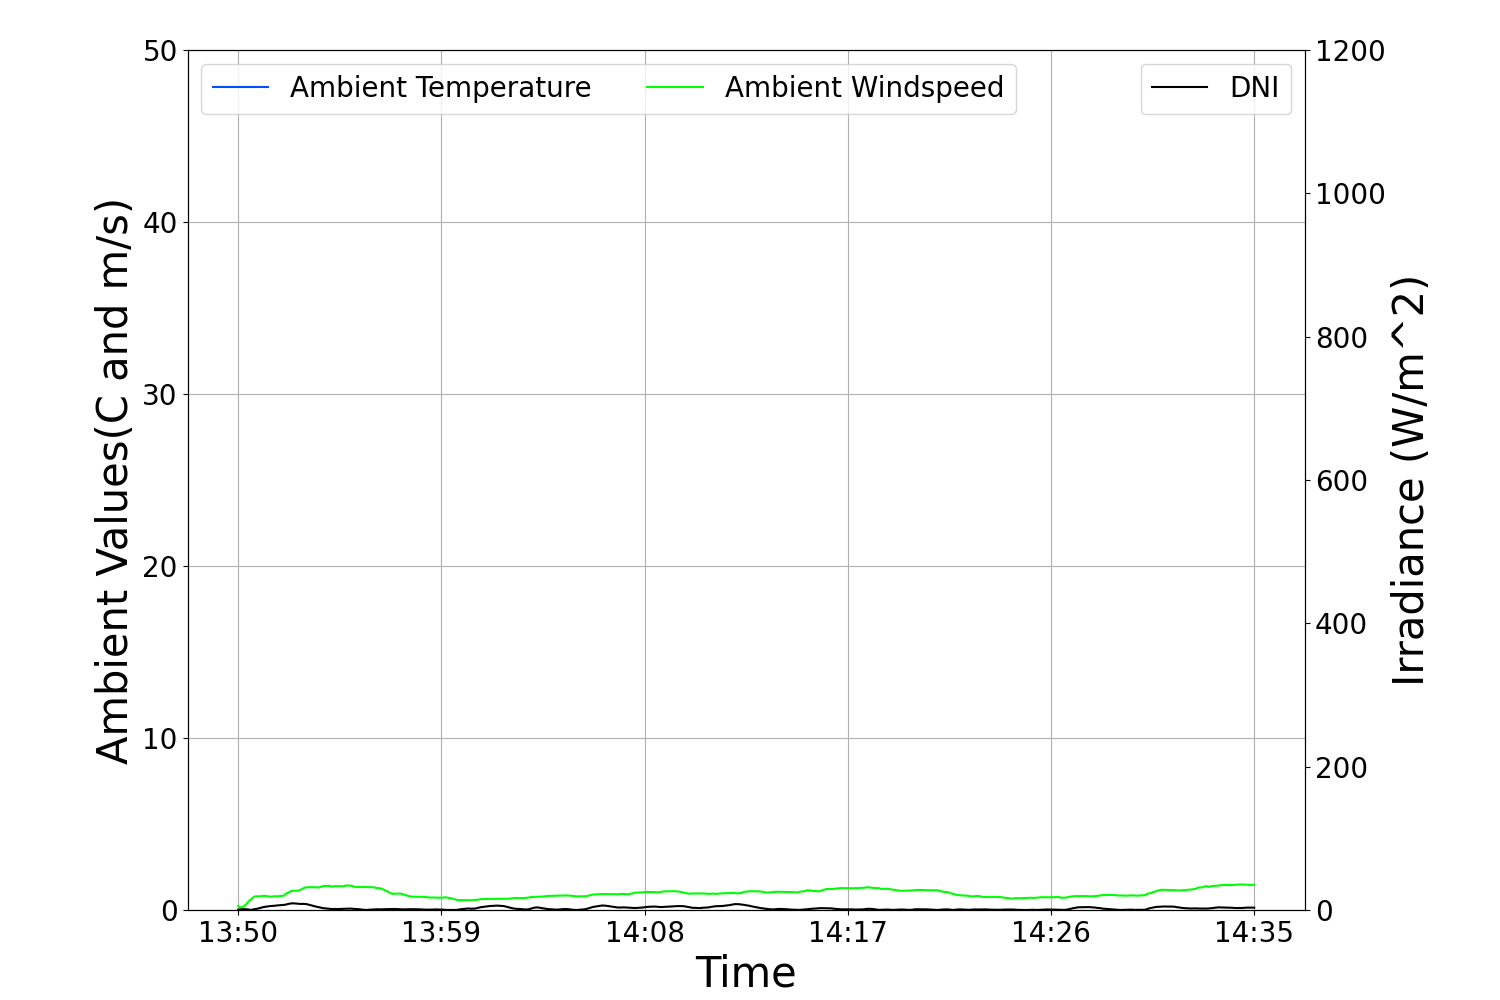 Ambient Temperature Ambient Windspeed DNI
Ambient Values(C and m/s)
50
40
30
20
10
0
1200
1000
800
600
400
200
0
Irradiance (W/m^2)
13:50 13:59 14:08 14:17 14:26 14:35
Time